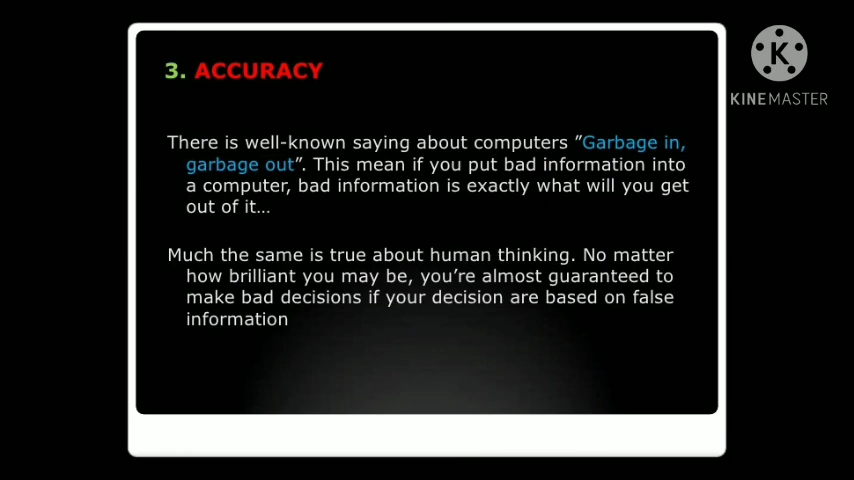 3. ACCURACY
There is well-known saying about computers ”Garbage in,
garbage out”. This mean if you put bad information into
a computer, bad information is exactly what will you get
out of it…
Much the same is true about human thinking. No matter
how brilliant you may be, you’re almost guaranteed to
make bad decisions if your decision are based on false
information
K
KINEMASTER